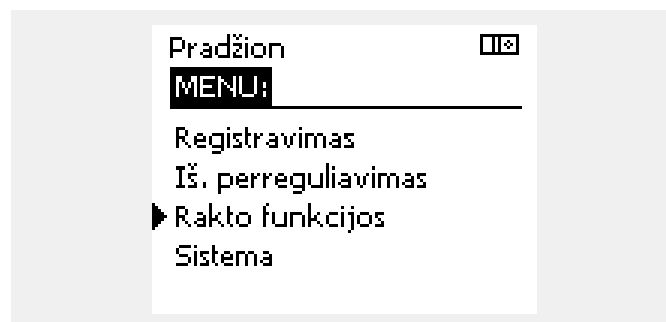 Pradžion
MENU:
Registravimas
Iš. perreguliavimas
Rakto funkcijos
Sistema